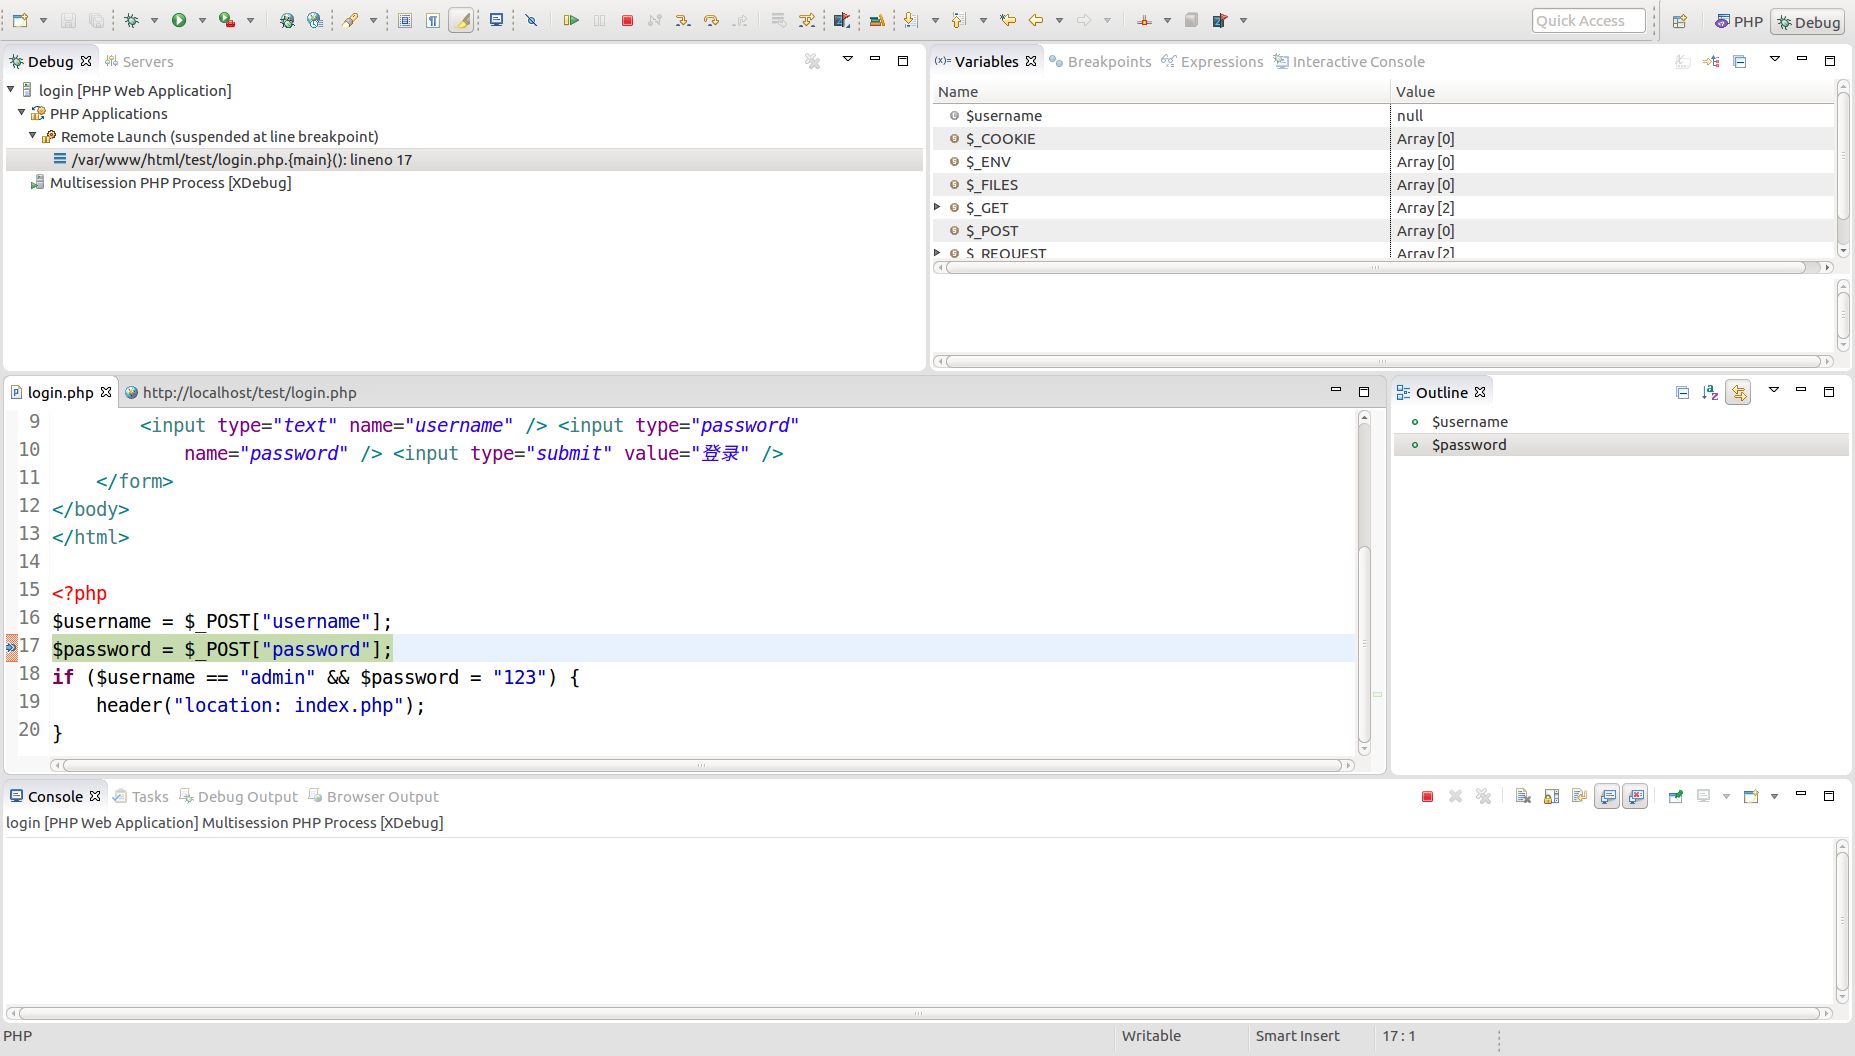 Quick Access
PHP
Debug
Debug
Servers
login [PHP Web Application]
PHP Applications
Remote Launch (suspended at line breakpoint)
/var/www/html/test/login.php.{main}(): lineno 17
Multisession PHP Process [XDebug]
(x)= Variables
Breakpoints
Expressions
Interactive Console
Name Value
$username null
$_COOKIE Array [0]
$_ENV Array [0]
$_FILES Array [0]
$_GET Array [2]
$_POST Array [0]
$_REQUEST Array [2]
login.php
http://localhost/test/login.php
9 <input type="text" name="username" /> <input type="password"
10 name="password" /> <input type="submit" value="登录" />
11 </form>
12 </body>
13 </html>
14
15 <?php
16 $username = $_POST["username"];
17 $password = $_POST["password"];
18 if ($username == "admin" && $password = "123") {
19 header("location: index.php");
20 }
Outline
$username
$password
Console
Tasks
Debug Output
Browser Output
login [PHP Web Application] Multisession PHP Process [XDebug]
PHP
Writable
Smart Insert
17 : 1